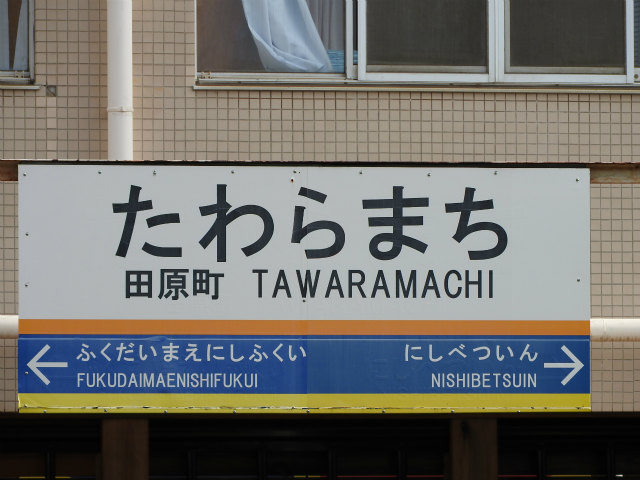 たわらまち
田原町 TAWARAMACHI
← ふくだいまえにしふくい にしべついん →
FUKUDAIMAENISHIFUKUI NISHIBETSUIN